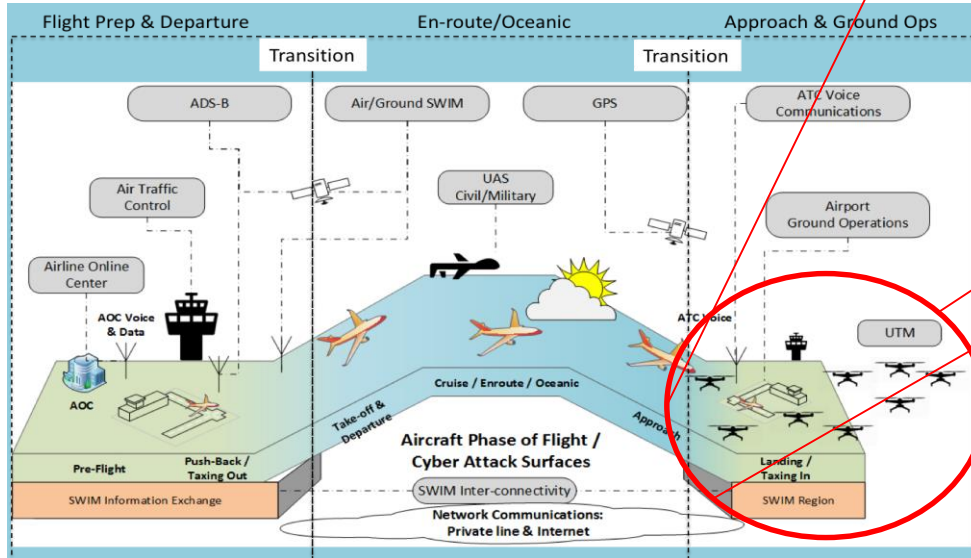 Flight Prep & Departure
En-route/Oceanic
Approach & Ground Ops
Transition
Transition
ADS-B
Air/Ground SWIM
GPS
ATC Voice
Communications
Air Traffic
Control
UAS
Civil/Military
Airport
Ground Operations
Airline Online
Center
AOC Voice
& Data
ATC Voice
UTM
AOC
Cruise / Enroute / Oceanic
Take-off &
Departure
Approach
Aircraft Phase of Flight /
Cyber Attack Surfaces
Pre-Flight
Push-Back /
Taxing Out
Landing /
Taxing In
SWIM Information Exchange
SWIM Inter-connectivity
SWIM Region
Network Communications:
Private line & Internet